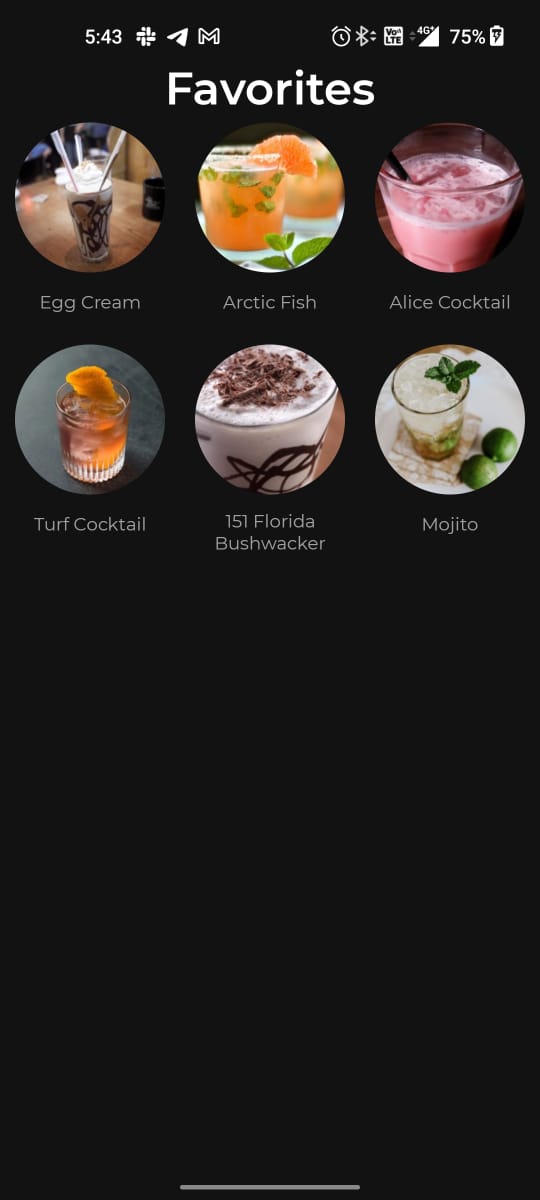 5:43
Vo LTE 4G+ 75%
Favorites
Egg Cream
Arctic Fish
Alice Cocktail
Turf Cocktail
151 Florida
Bushwacker
Mojito